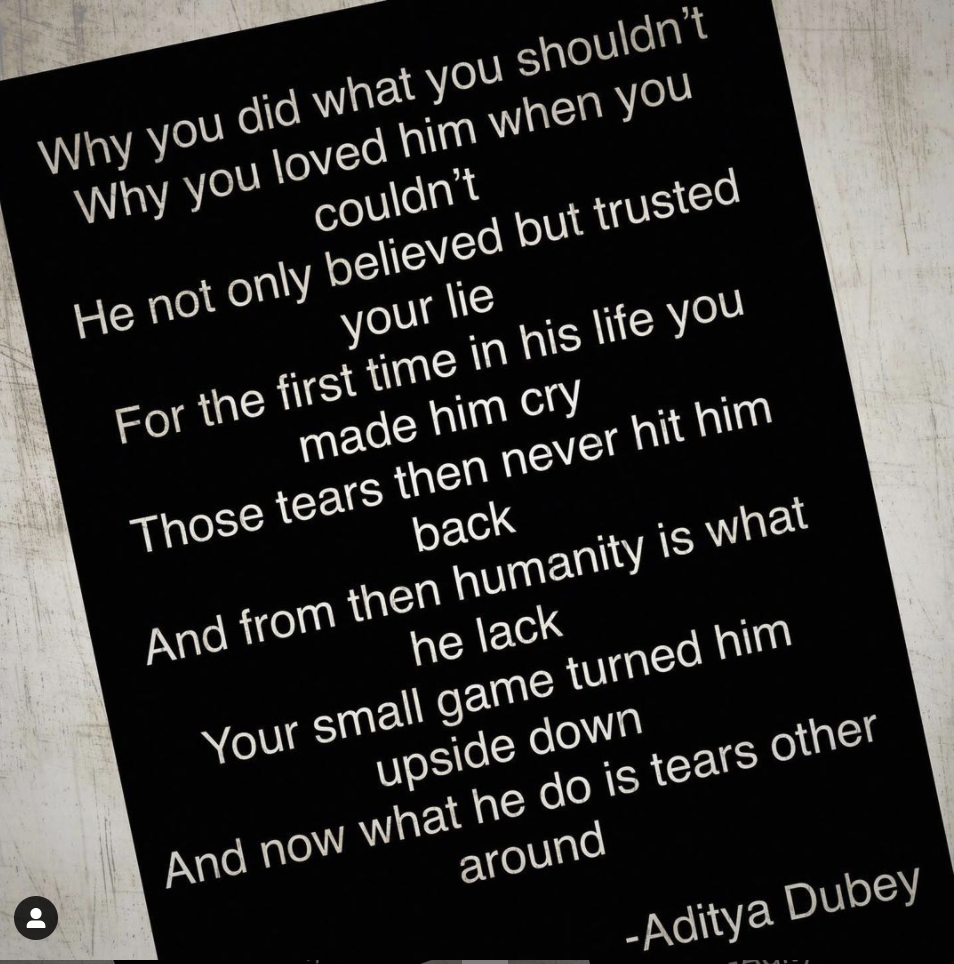 Why you did what you shouldn't
Why you loved him when you
couldn't
He not only believed but trusted
your lie
For the first time in his life you
made him cry
Those tears then never hit him
back
And from then humanity is what
he lack
Your small game turned him
upside down
And now what he do is tears other
around
-Aditya Dubey